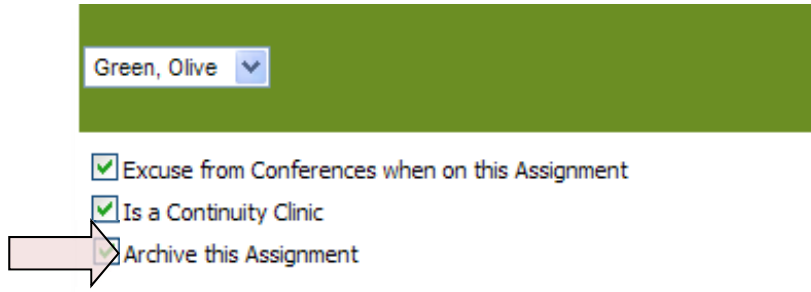 Green, Olive
Excuse from Conferences when on this Assignment
Is a Continuity Clinic
Archive this Assignment